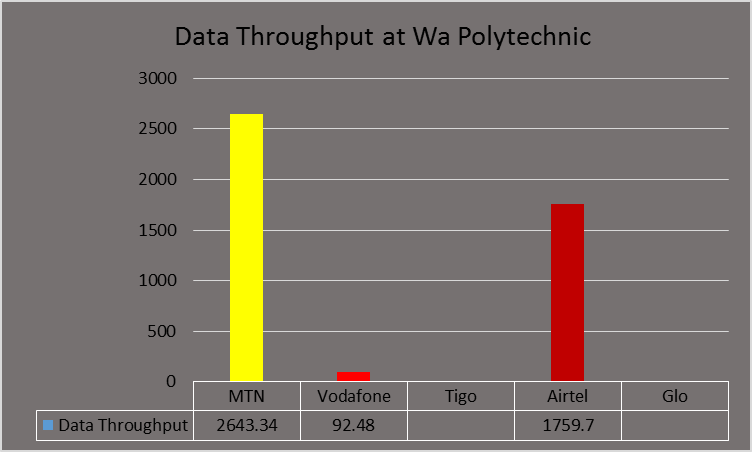 Data Throughput at Wa Polytechnic
3000
2500
2000
1500
1000
500
0
MTN Vodafone Tigo Airtel Glo
Data Throughput 2643.34 92.48 1759.7